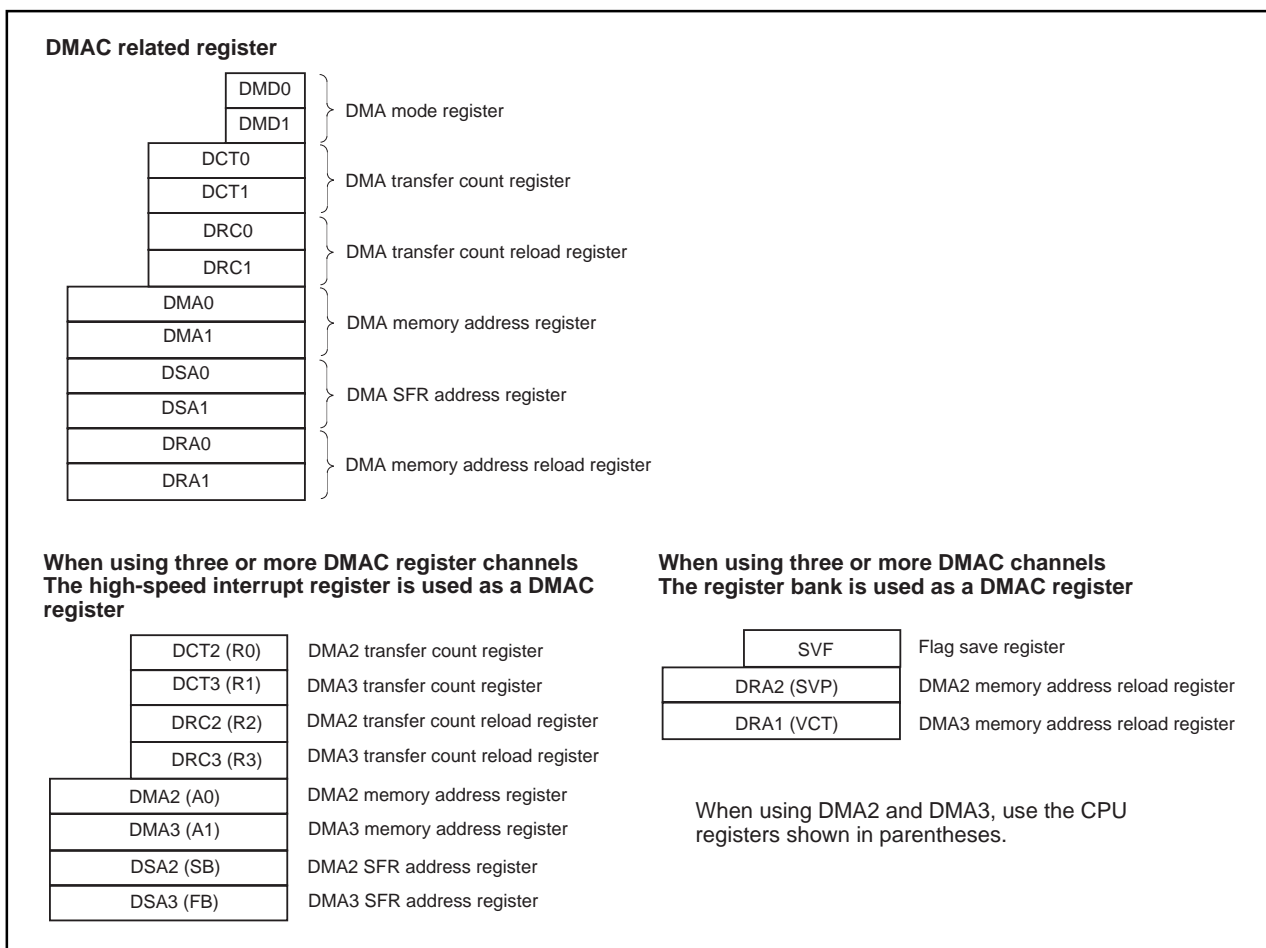 DMAC related register
DMD0
DMD1
DMA mode register
DCT0
DCT1
DMA transfer count register
DRC0
DRC1
DMA transfer count reload register
DMA0
DMA1
DMA memory address register
DSA0
DSA1
DMA SFR address register
DRA0
DRA1
DMA memory address reload register
When using three or more DMAC register channels
The high-speed interrupt register is used as a DMAC
register
DCT2 (R0) DMA2 transfer count register
DCT3 (R1) DMA3 transfer count register
DRC2 (R2) DMA2 transfer count reload register
DRC3 (R3) DMA3 transfer count reload register
DMA2 (A0) DMA2 memory address register
DMA3 (A1) DMA3 memory address register
DSA2 (SB) DMA2 SFR address register
DSA3 (FB) DMA3 SFR address register
When using three or more DMAC channels
The register bank is used as a DMAC register
SVF Flag save register
DRA2 (SVP) DMA2 memory address reload register
DRA1 (VCT) DMA3 memory address reload register
When using DMA2 and DMA3, use the CPU
registers shown in parentheses.